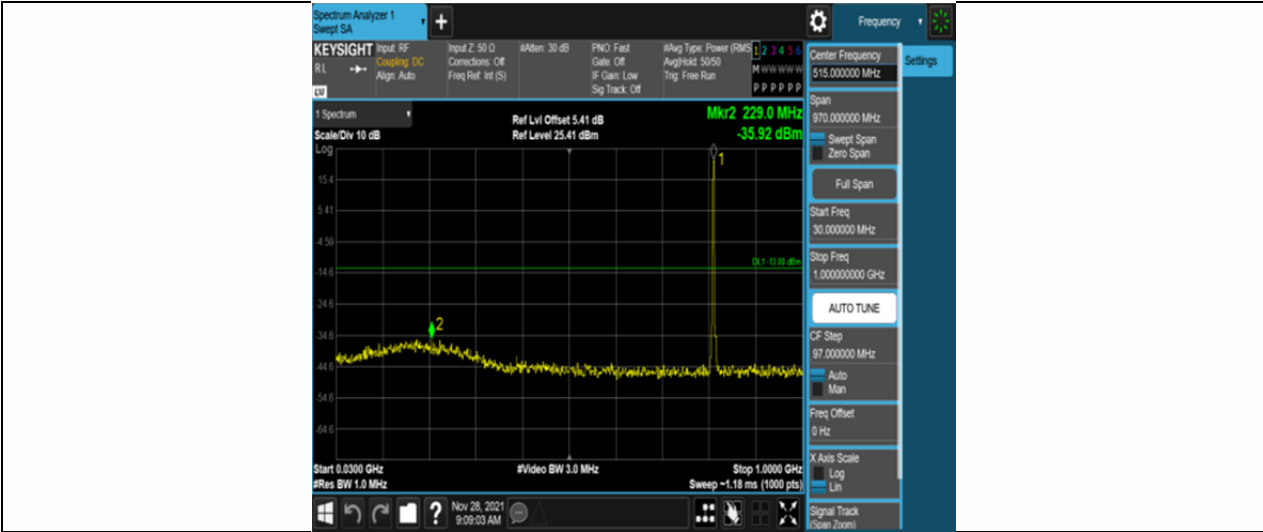 Spectrum Analyzer 1
Swept SA
+
Frequency
KEYSIGHT
RL
LV
Input: RF
Coupling: DC
Align: Auto
Input Z: 50 Ω
Corrections: Off
Freq Ref: Int (S)
#Atten: 30 dB
PNO: Fast
Gate: Off
IF Gain: Low
Sig Track: Off
#Avg Type: Power (RMS
Avg|Hold: 50/50
Trig: Free Run
1 2 3 4 5 6
M W W W W W
P P P P P P
Center Frequency
515.000000 MHz
Settings
Span
970.000000 MHz
Swept Span
Zero Span
Full Span
Start Freq
30.000000 MHz
Stop Freq
1.000000000 GHz
AUTO TUNE
CF Step
97.000000 MHz
Auto
Man
Freq Offset
0 Hz
X Axis Scale
Log
Lin
Signal Track
(Span Zoom)
1 Spectrum
Scale/Div 10 dB
Ref Lvl Offset 5.41 dB
Ref Level 25.41 dBm
Mkr2 229.0 MHz
-35.92 dBm
Log
1
15.4
5.41
-4.59
DL1 -13.00 dBm
-14.6
-24.6
2
-34.6
-44.6
-54.6
-64.6
Start 0.0300 GHz
#Video BW 3.0 MHz
Stop 1.0000 GHz
#Res BW 1.0 MHz
Sweep ~1.18 ms (1000 pts)
?
Nov 28, 2021
9:09:03 AM